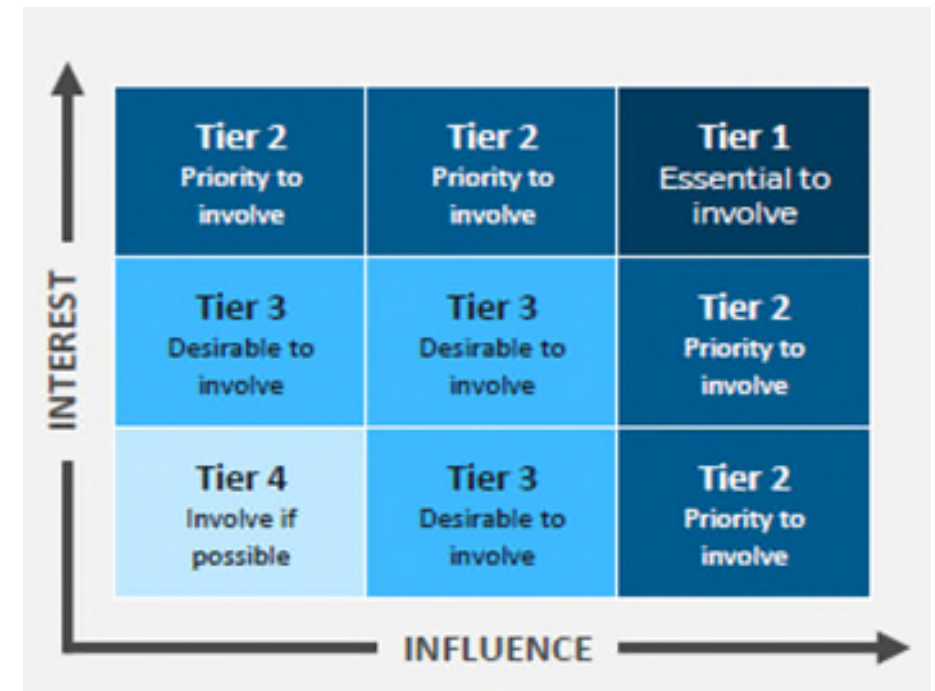 Tier 2
Priority to
involve
Tier 2
Priority to
involve
Tier 1
Essential to
involve
INTEREST
Tier 3
Desirable to
involve
Tier 3
Desirable to
involve
Tier 2
Priority to
involve
Tier 4
Involve if
possible
Tier 3
Desirable to
involve
Tier 2
Priority to
involve
INFLUENCE